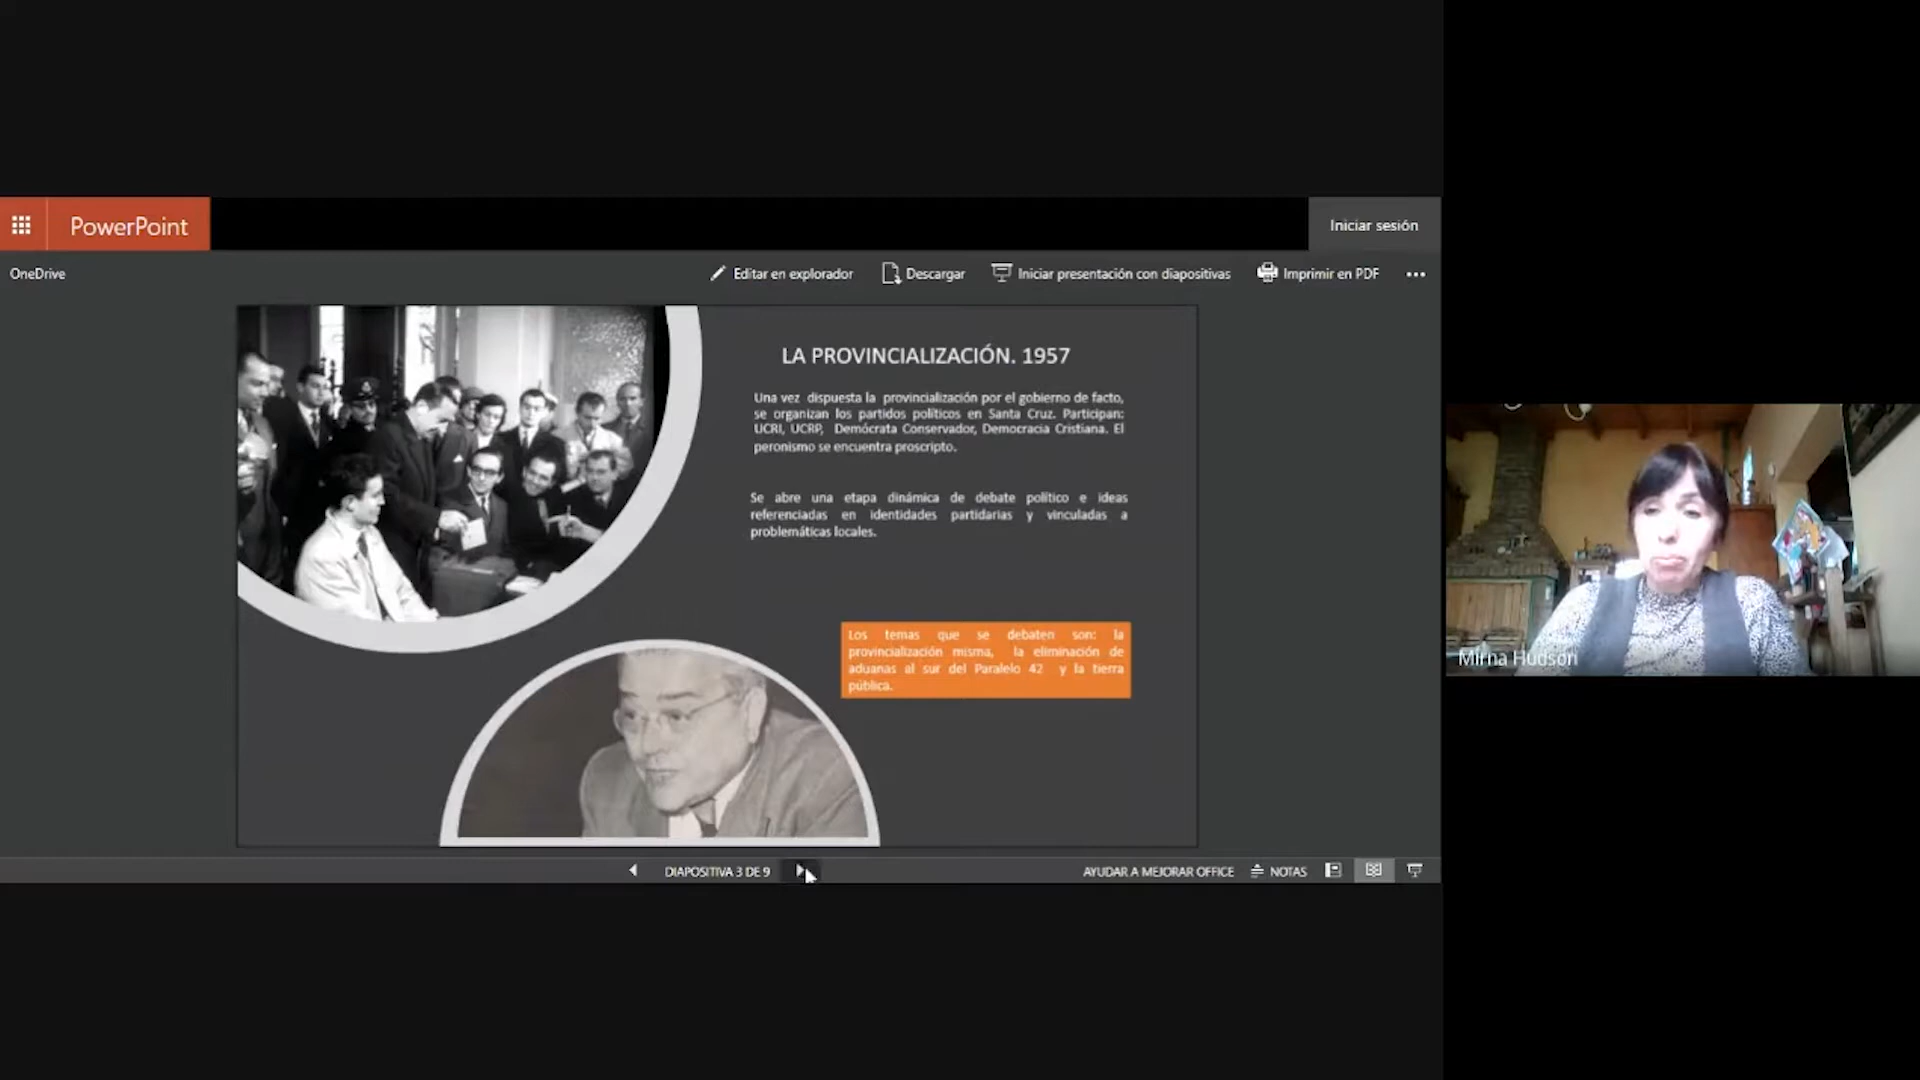 PowerPoint
Iniciar sesión
OneDrive
Editar en explorador
Descargar
Iniciar presentación con diapositivas
Imprimir en PDF
LA PROVINCIALIZACIÓN. 1957
Una vez dispuesta la provincialización por el gobierno de facto,
se organizan los partidos políticos en Santa Cruz. Participan:
UCRI, UCRP, Demócrata Conservador, Democracia Cristiana. El
peronismo se encuentra proscripto.
Se abre una etapa dinámica de debate político e ideas
referenciadas en identidades partidarias y vinculadas a
problemáticas locales.
Los temas que se debaten son: la
provincialización misma, la eliminación de
aduanas al sur del Paralelo 42 y la tierra
pública.
Mirna Hudson
DIAPOSITIVA 3 DE 9
AYUDAR A MEJORAR OFFICE
NOTAS